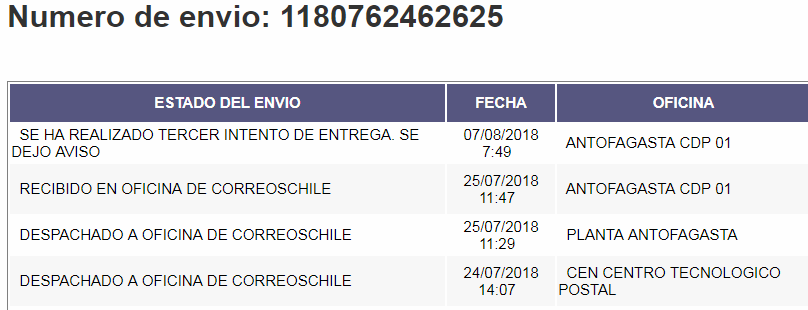 Numero de envio: 1180762462625
ESTADO DEL ENVIO FECHA OFICINA
SE HA REALIZADO TERCER INTENTO DE ENTREGA. SE
DEJO AVISO
07/08/2018
7:49
ANTOFAGASTA CDP 01
RECIBIDO EN OFICINA DE CORREOSCHILE
25/07/2018
11:47
ANTOFAGASTA CDP 01
DESPACHADO A OFICINA DE CORREOSCHILE
25/07/2018
11:29
PLANTA ANTOFAGASTA
DESPACHADO A OFICINA DE CORREOSCHILE
24/07/2018
14:07
CEN CENTRO TECNOLOGICO
POSTAL